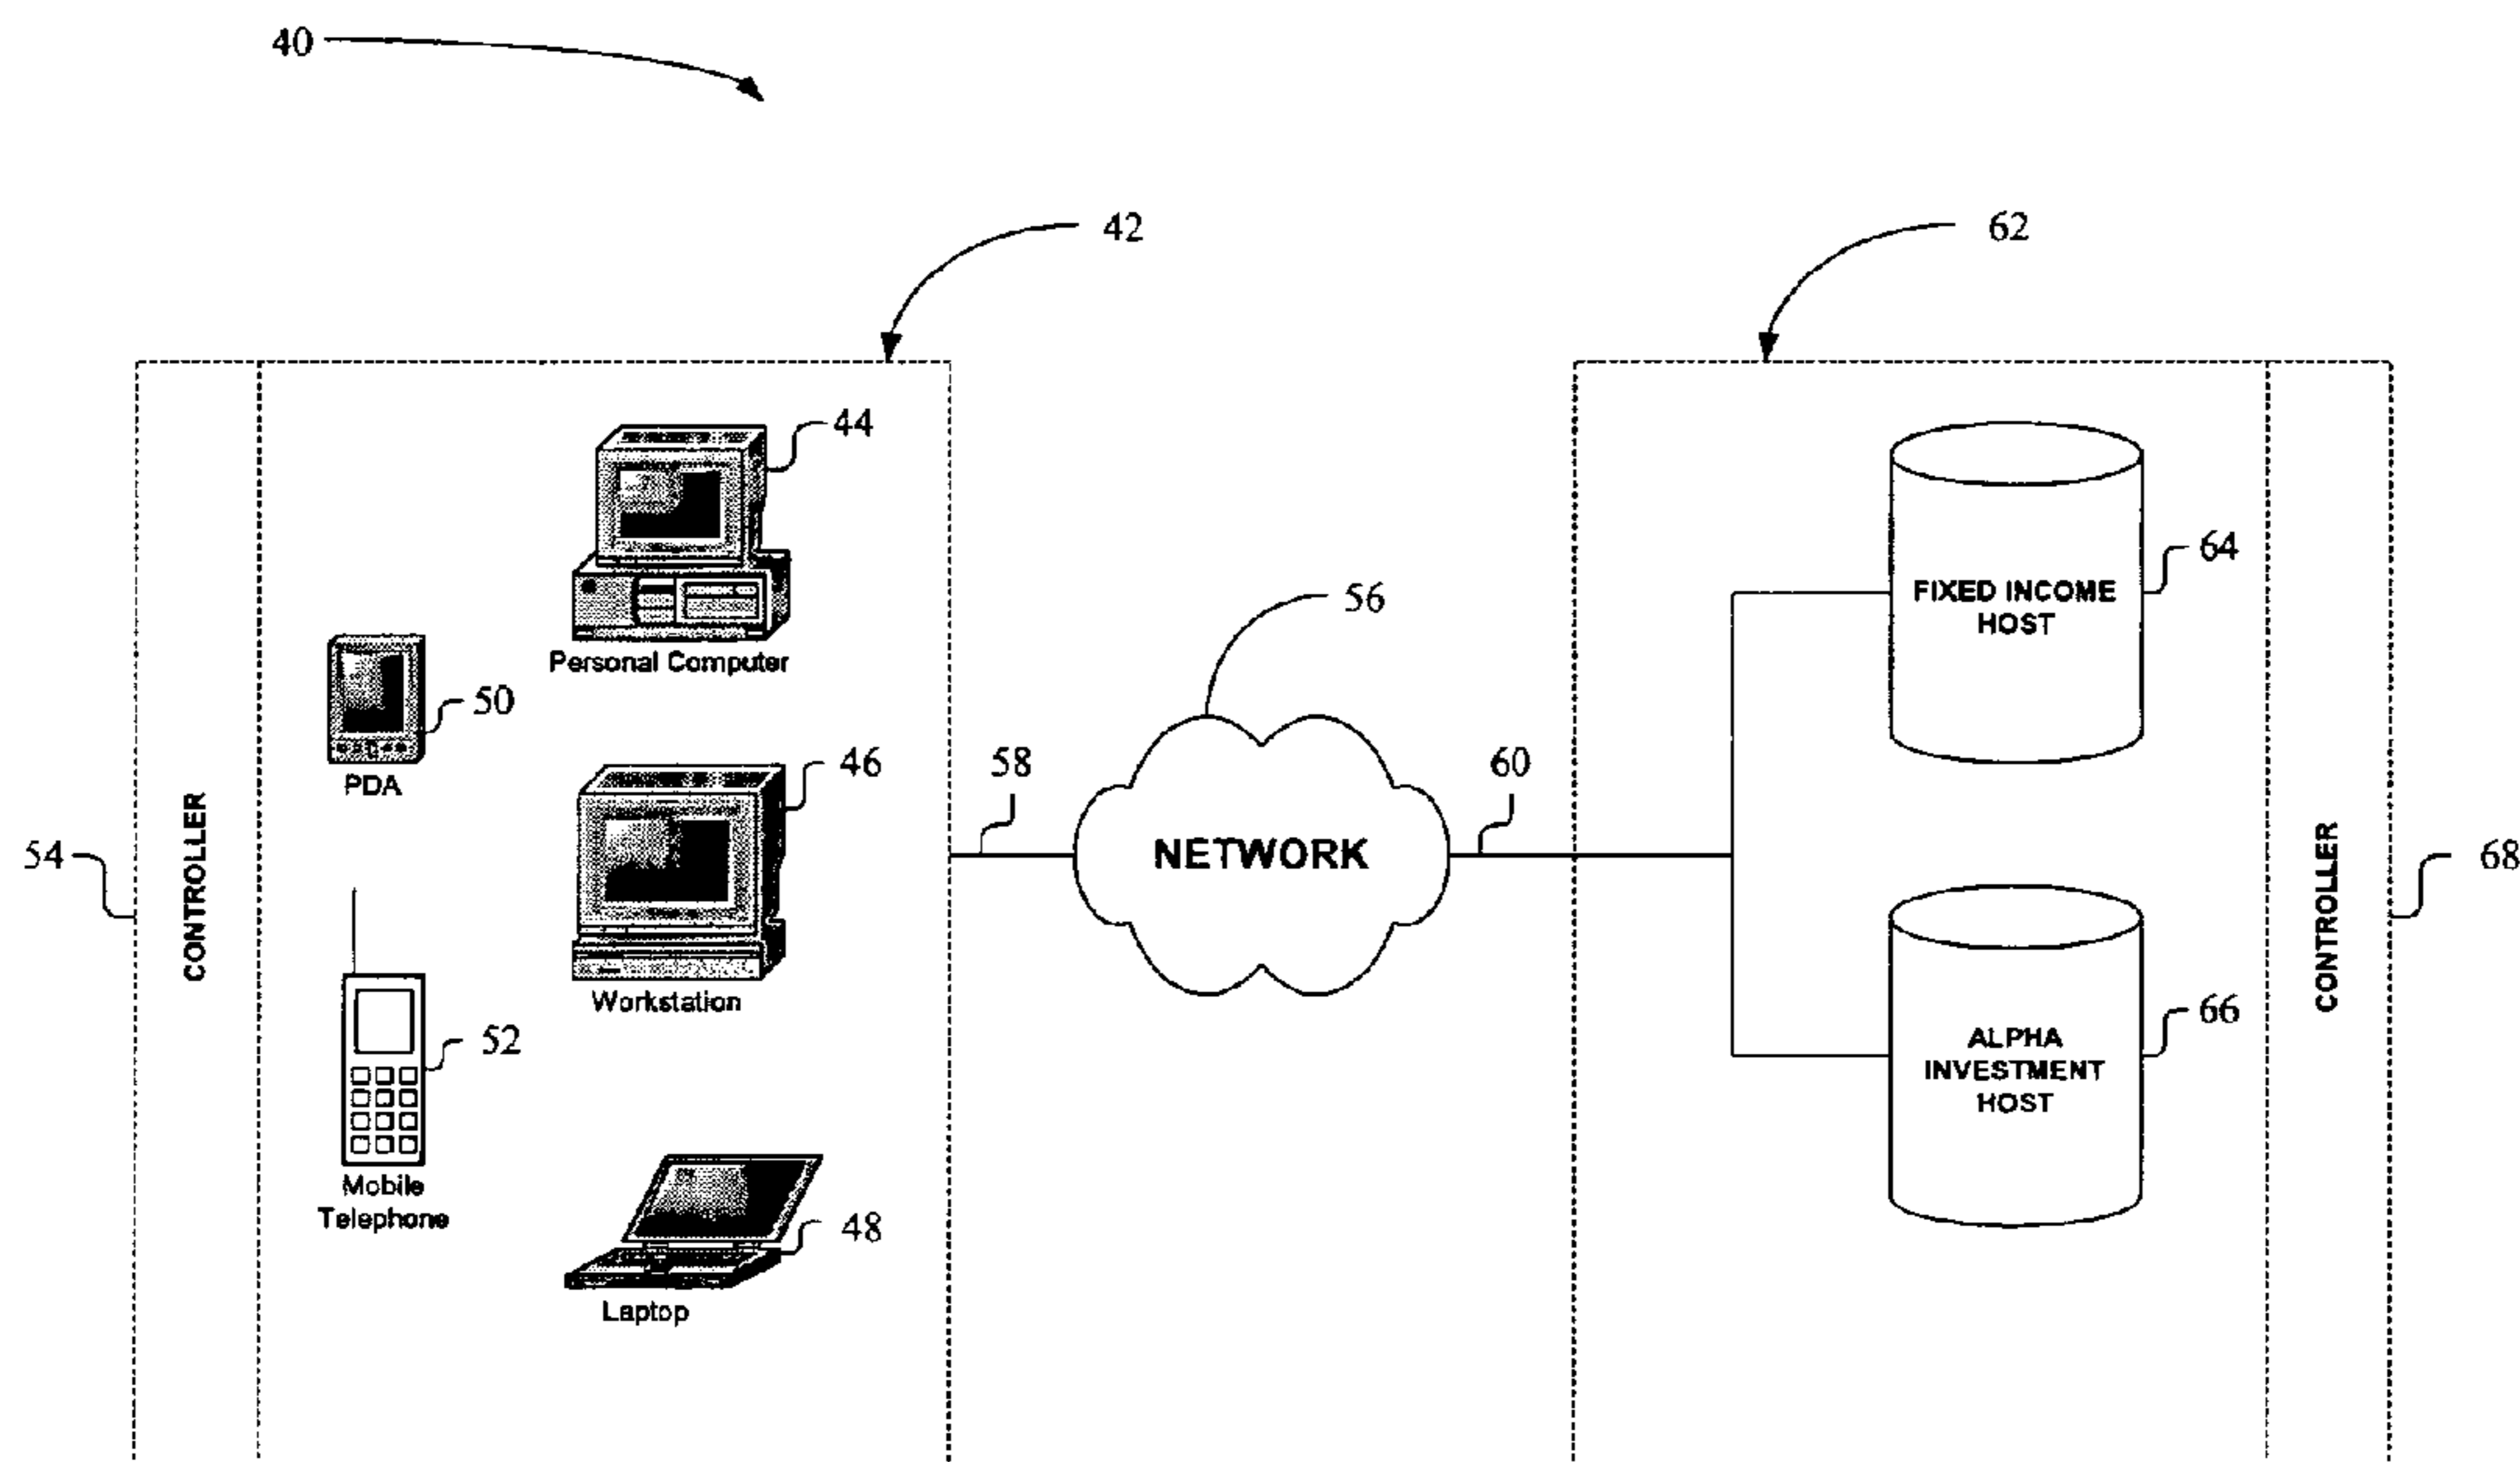 40
42
62
44
Personal Computer
50
PDA
46
Workstation
52
Mobile
Telephone
48
Laptop
54
CONTROLLER
56
58
NETWORK
60
64
FIXED INCOME
HOST
66
ALPHA
INVESTMENT
HOST
CONTROLLER
68